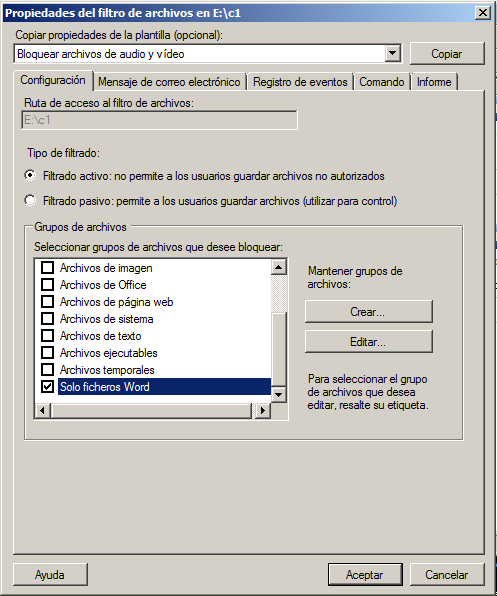 Propiedades del filtro de archivos en E:\c1
Copiar propiedades de la plantilla (opcional):
Bloquear archivos de audio y vídeo
Copiar
Configuración
Mensaje de correo electrónico
Registro de eventos
Comando
Informe
Ruta de acceso al filtro de archivos:
E:\c1
Tipo de filtrado:
Filtrado activo: no permite a los usuarios guardar archivos no autorizados
Filtrado pasivo: permite a los usuarios guardar archivos (utilizar para control)
Grupos de archivos
Seleccionar grupos de archivos que desee bloquear:
Archivos de imagen
Archivos de Office
Archivos de página web
Archivos de sistema
Archivos de texto
Archivos ejecutables
Archivos temporales
Solo ficheros Word
Mantener grupos de
archivos:
Crear...
Editar...
Para seleccionar el grupo
de archivos que desea
editar, resalte su etiqueta.
Ayuda
Aceptar
Cancelar